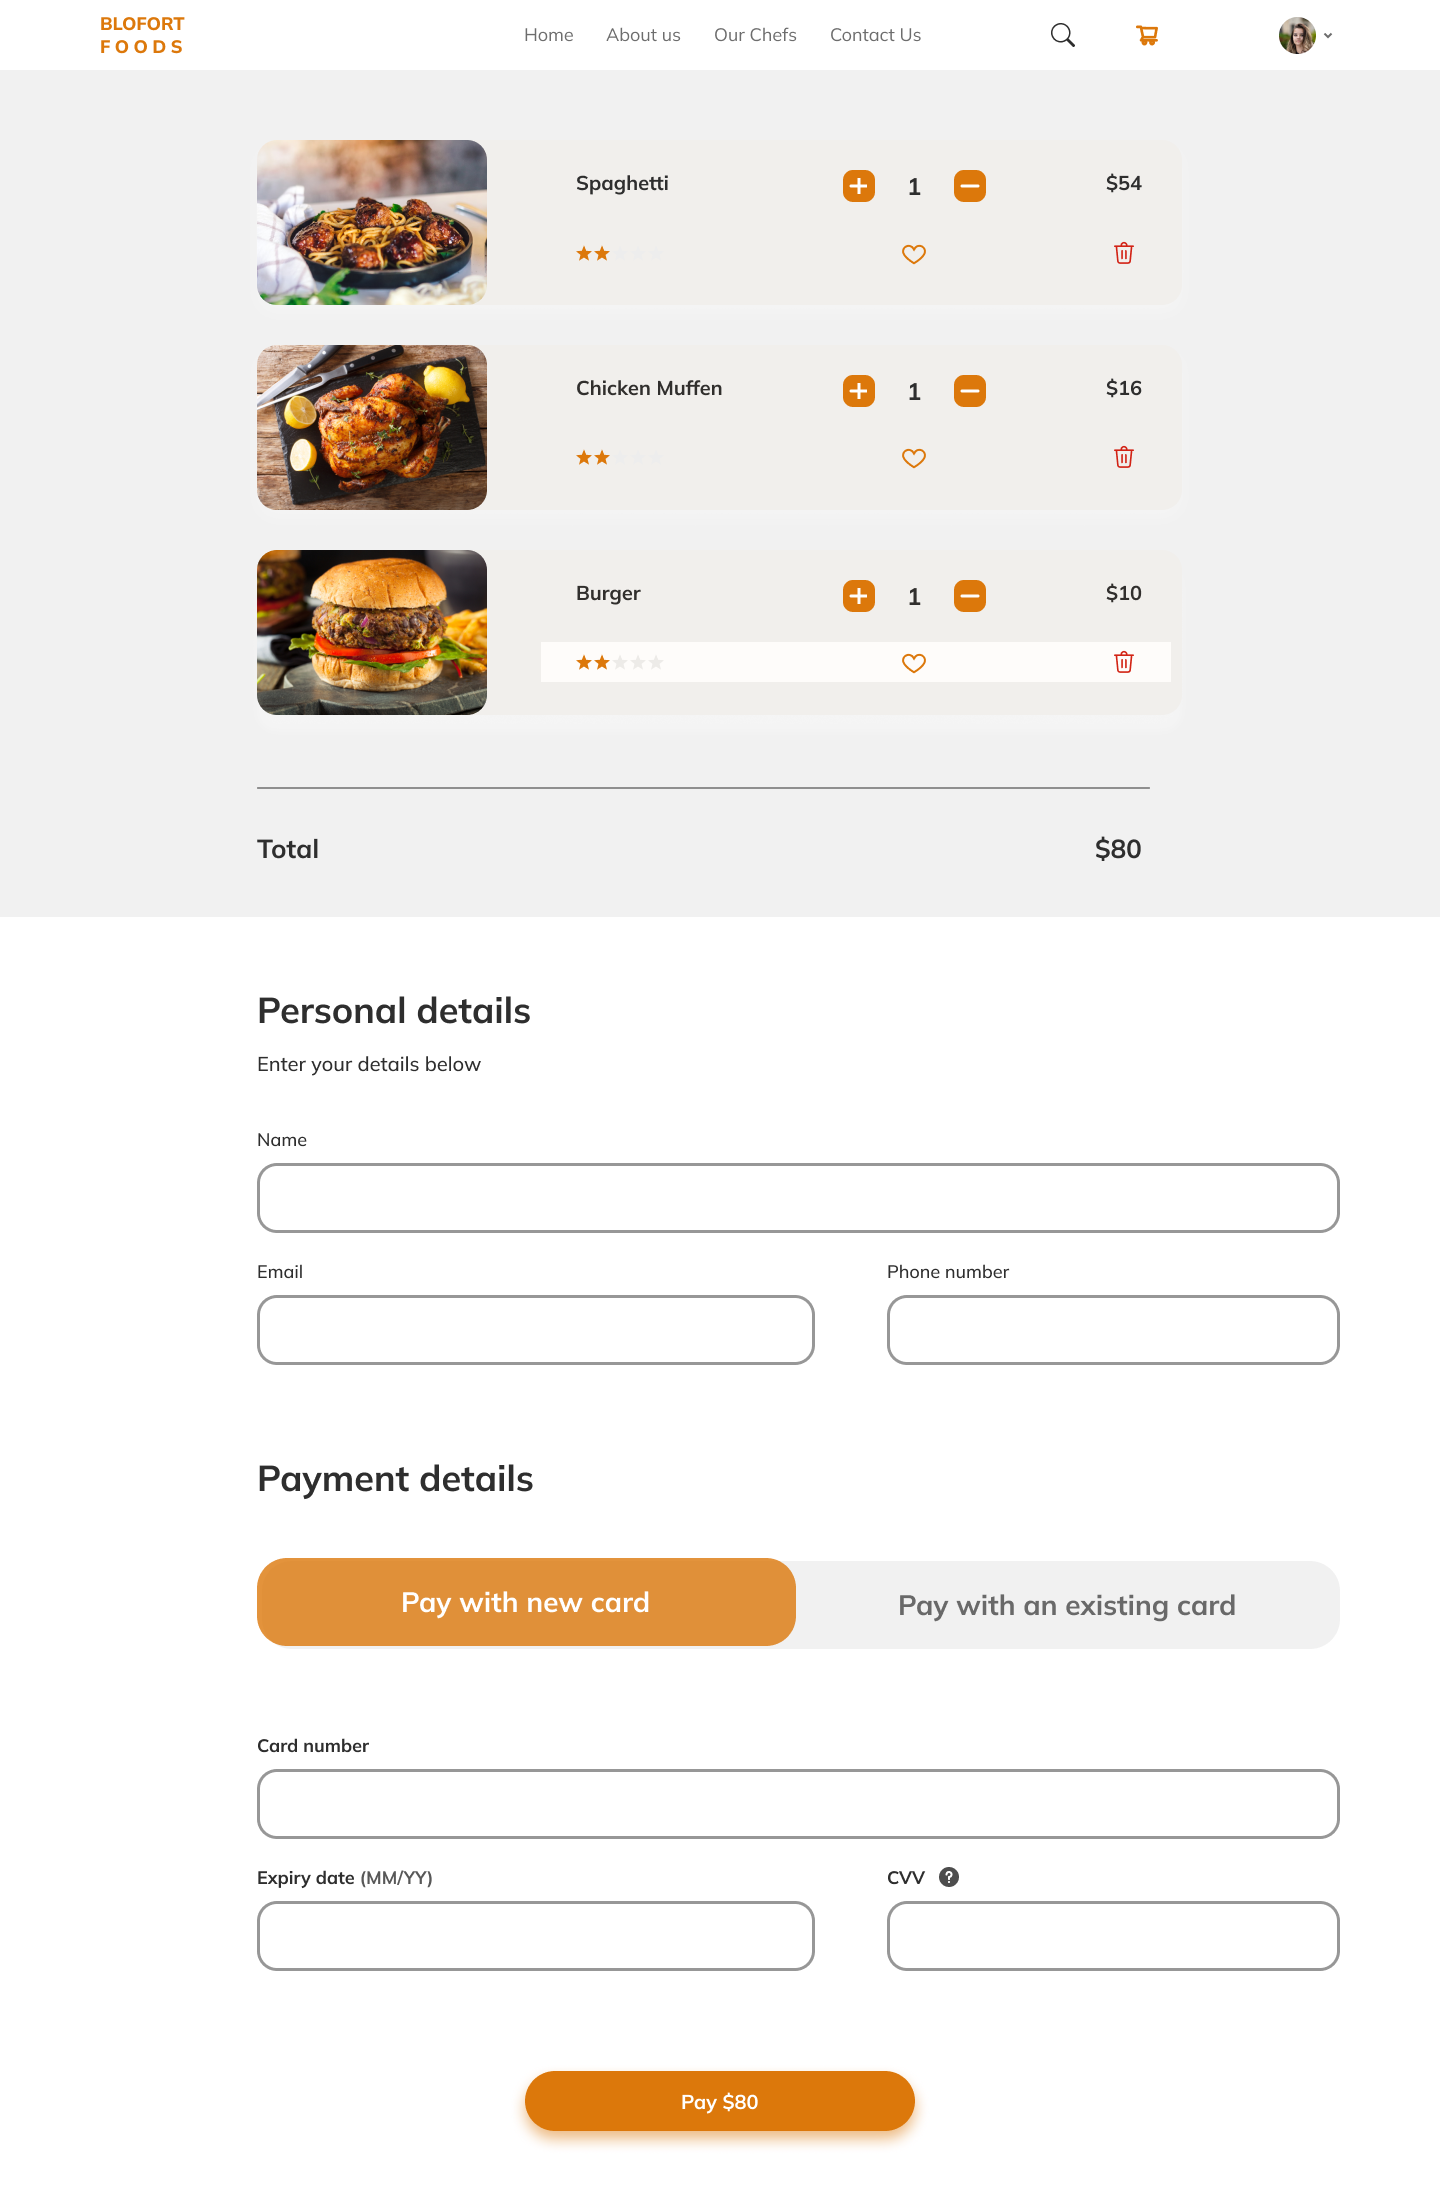 BLOFORT
FOODS
Home About us Our Chefs Contact Us
Spaghetti 1 $54
Chicken Muffen 1 $16
Burger 1 $10
Total $80
Personal details
Enter your details below
Name
Email Phone number
Payment details
Pay with new card Pay with an existing card
Card number
Expiry date (MM/YY) CVV ?
Pay $80